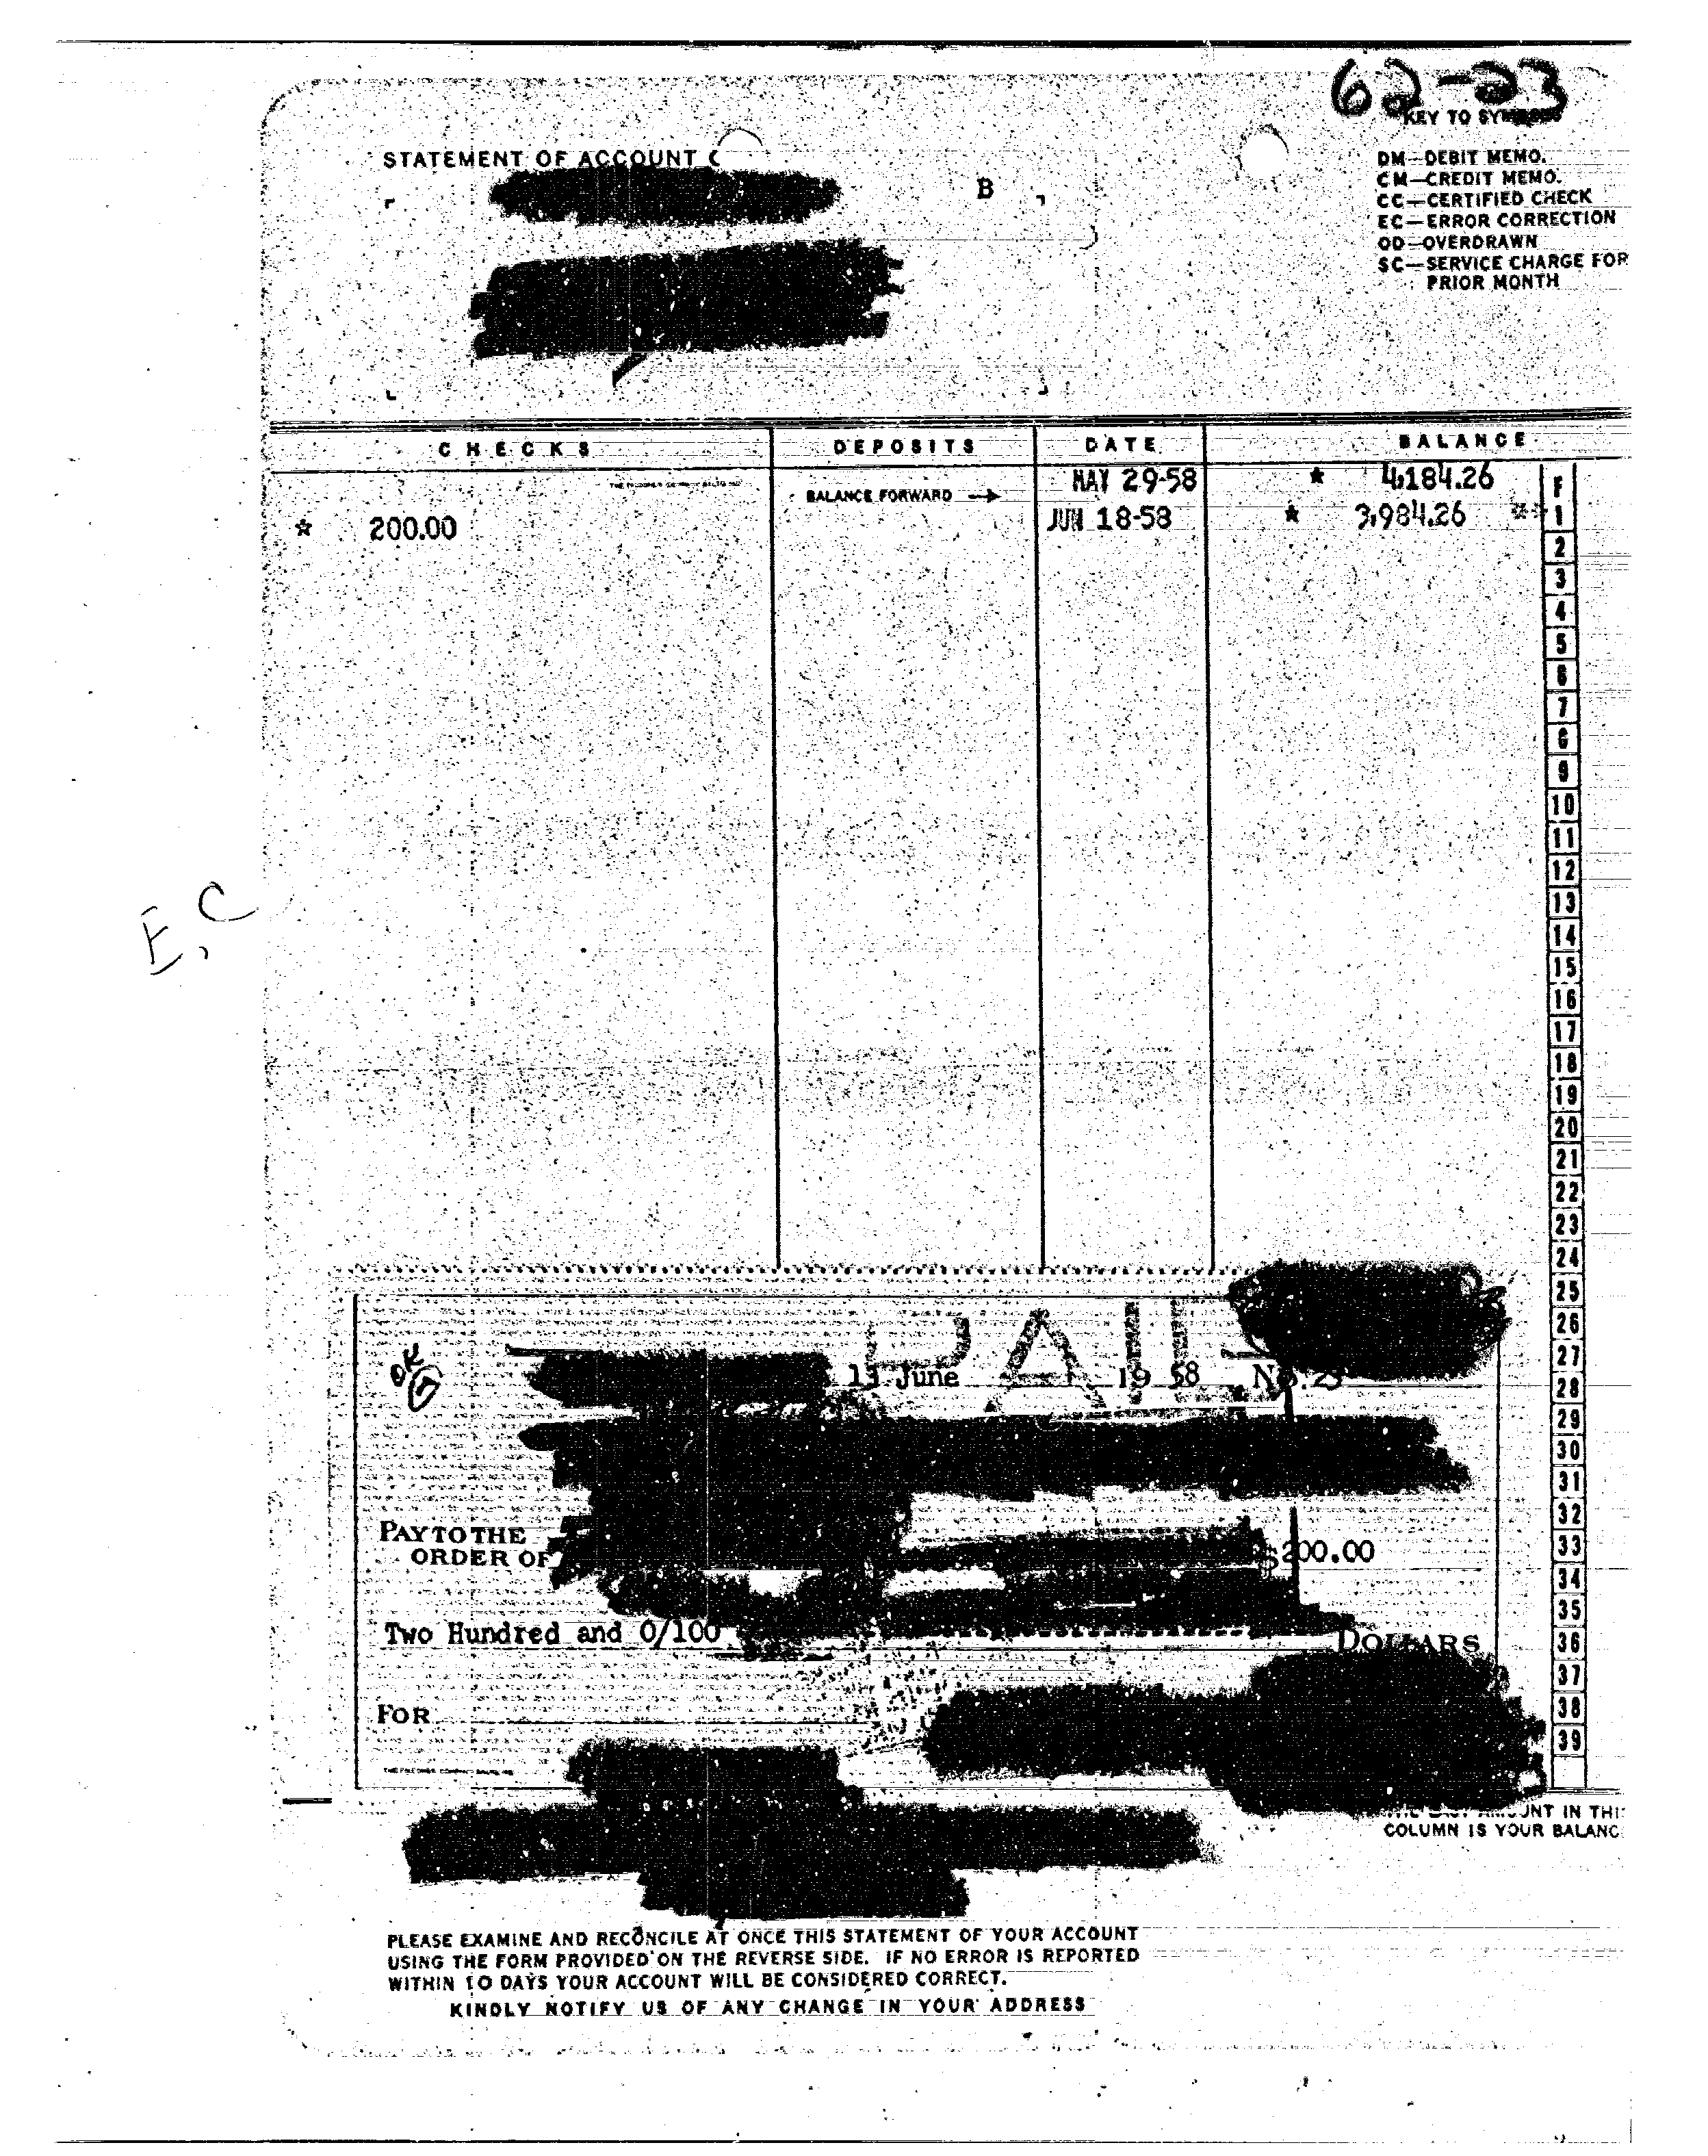 62-23
KEY TO SYMBOLS
STATEMENT OF ACCOUNT
B
DM—DEBIT MEMO.
CM—CREDIT MEMO.
CC—CERTIFIED CHECK
EC—ERROR CORRECTION
OD—OVERDRAWN
SC—SERVICE CHARGE FOR
PRIOR MONTH
CHECKS DEPOSITS DATE BALANCE
BALANCE FORWARD → MAY 29-58 * 4,184.26 F
* 200.00 JUN 18-58 * 3,984.26 ** 1
2
3
4
5
6
7
8
9
10
11
12
E.C 13
14
15
16
17
18
19
20
21
22
23
24
25
26
PAID 27
OK
13 June 19 58 No. 23 28
29
30
31
32
PAY TO THE
ORDER OF $200.00 33
34
35
Two Hundred and 0/100 DOLLARS 36
37
FOR 38
39
AMOUNT IN THIS
COLUMN IS YOUR BALANC
PLEASE EXAMINE AND RECONCILE AT ONCE THIS STATEMENT OF YOUR ACCOUNT
USING THE FORM PROVIDED ON THE REVERSE SIDE. IF NO ERROR IS REPORTED
WITHIN 10 DAYS YOUR ACCOUNT WILL BE CONSIDERED CORRECT.
KINDLY NOTIFY US OF ANY CHANGE IN YOUR ADDRESS